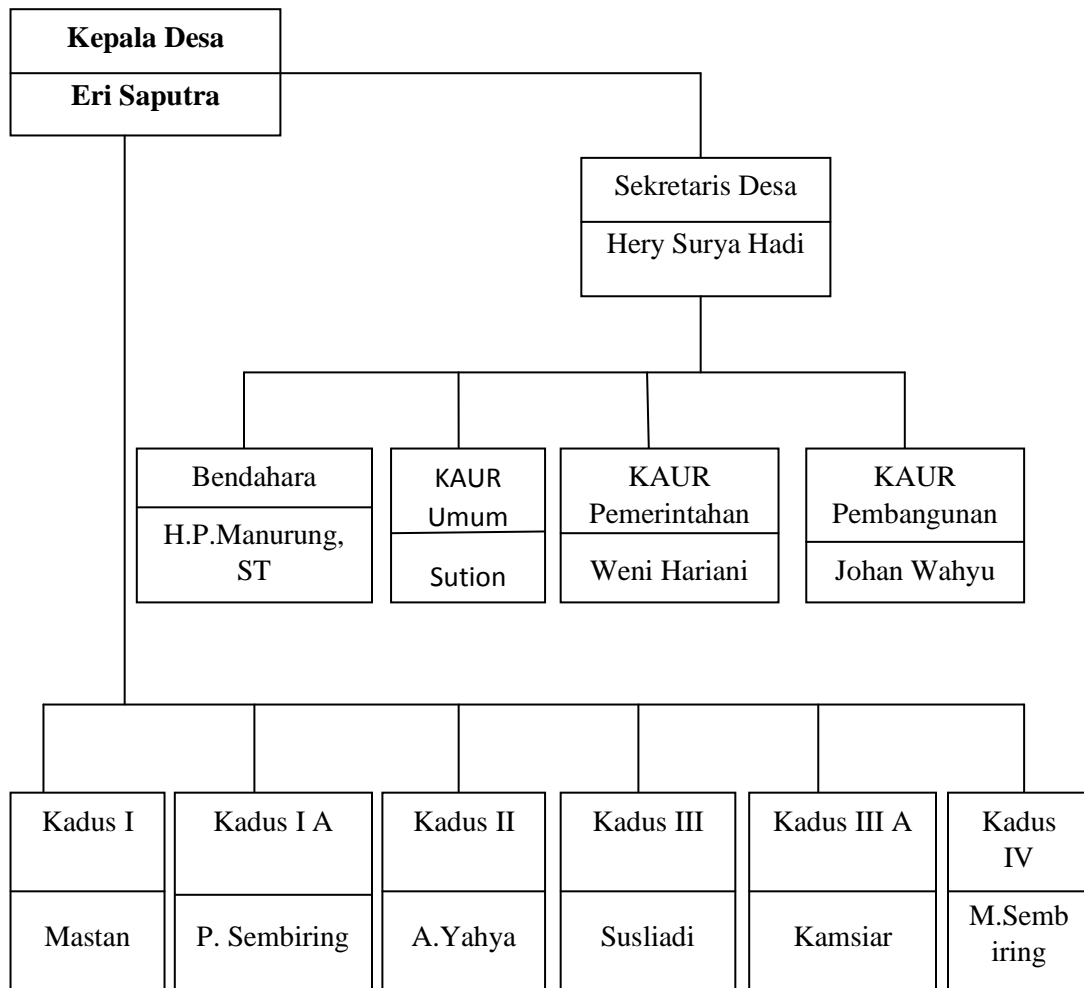 Kepala Desa
Eri Saputra
Sekretaris Desa
Hery Surya Hadi
Bendahara
H.P.Manurung,
ST
KAUR
Umum
Sution
KAUR
Pemerintahan
Weni Hariani
KAUR
Pembangunan
Johan Wahyu
Kadus I
Mastan
Kadus I A
P. Sembiring
Kadus II
A.Yahya
Kadus III
Susliadi
Kadus III A
Kamsiar
Kadus
IV
M.Semb
iring